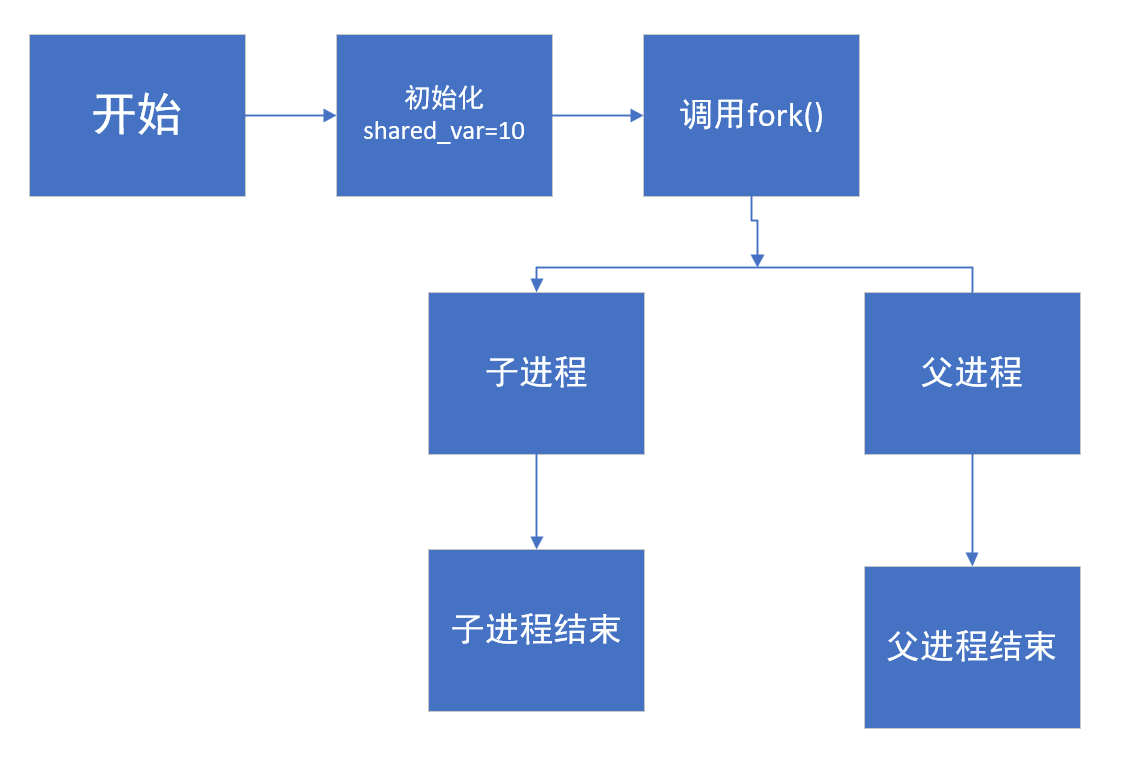 开始
初始化
shared_var=10
调用fork()
子进程
父进程
子进程结束
父进程结束